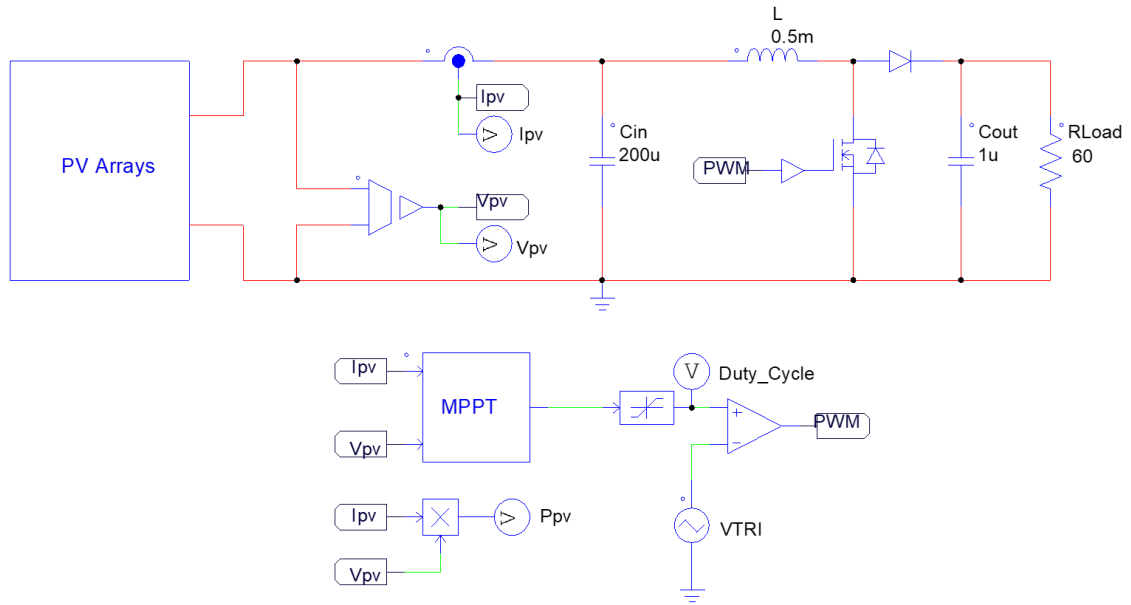 L
0.5m
Ipv
Ipv
PV Arrays
Cin
200u
PWM
Cout
1u
RLoad
60
Vpv
Vpv
V
V
Ipv
Vpv
MPPT
V
Duty_Cycle
+
−
PWM
Ipv
Vpv
V
Ppv
VTRI